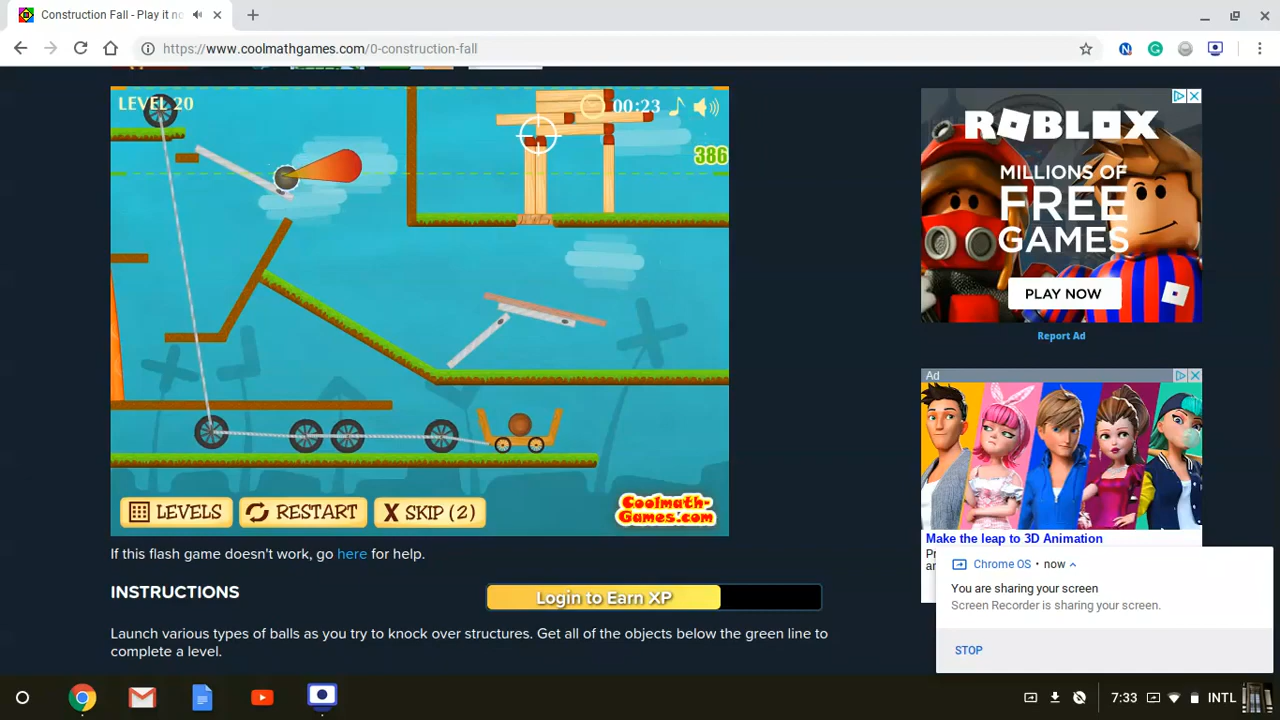 Construction Fall - Play it no
https://www.coolmathgames.com/0-construction-fall
LEVEL 20
00:23
386
LEVELS
RESTART
X SKIP (2)
Coolmath-
Games.com
If this flash game doesn't work, go here for help.
INSTRUCTIONS
Login to Earn XP
Launch various types of balls as you try to knock over structures. Get all of the objects below the green line to
complete a level.
ROBLOX
MILLIONS OF
FREE
GAMES
PLAY NOW
Report Ad
Ad
Make the leap to 3D Animation
Chrome OS • now
You are sharing your screen
Screen Recorder is sharing your screen.
STOP
7:33
INTL